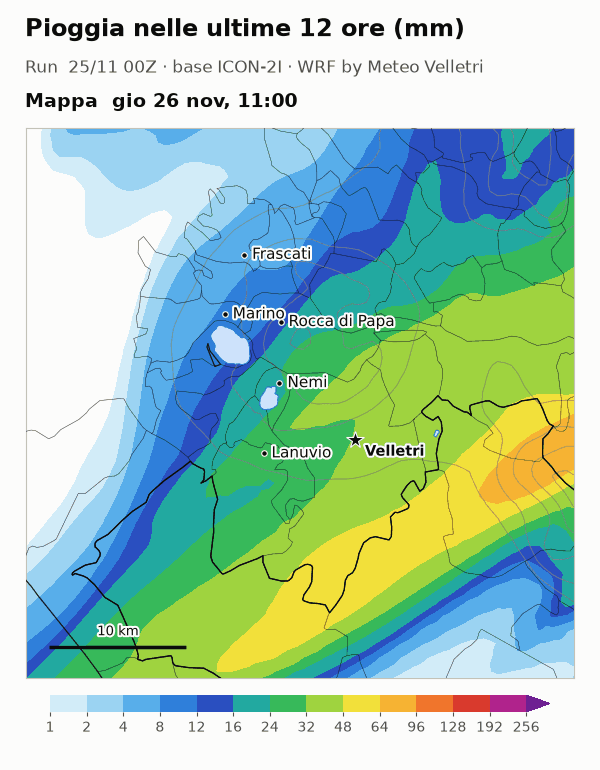 Pioggia nelle ultime 12 ore (mm)
Run  25/11 00Z · base ICON-2I · WRF by Meteo Velletri
Mappa  gio 26 nov, 11:00
Frascati
Marino
Rocca di Papa
Nemi
Velletri
Lanuvio
10 km
1 2 4 8 12 16 24 32 48 64 96 128 192 256